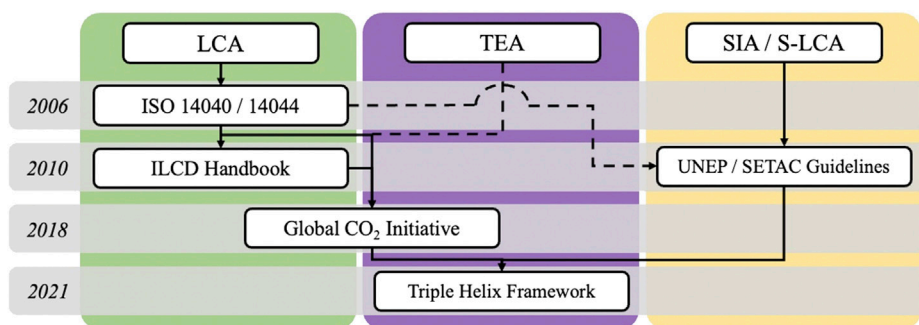 LCA
TEA
SIA / S-LCA
2006
ISO 14040 / 14044
2010
ILCD Handbook
UNEP / SETAC Guidelines
2018
Global CO₂ Initiative
2021
Triple Helix Framework